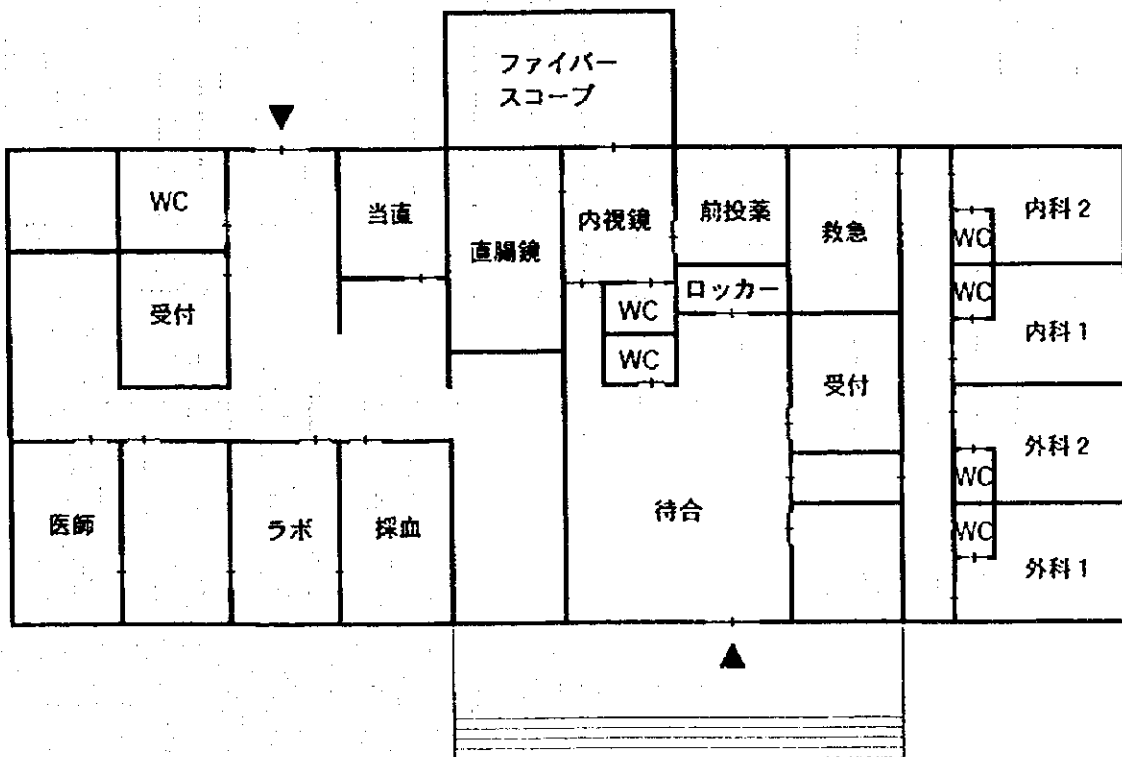 ファイバー
スコープ
WC
当直
直腸鏡
内視鏡
前投薬
救急
内科2
WC
WC
内科1
ロッカー
WC
WC
受付
受付
外科2
WC
WC
外科1
医師
ラボ
採血
待合